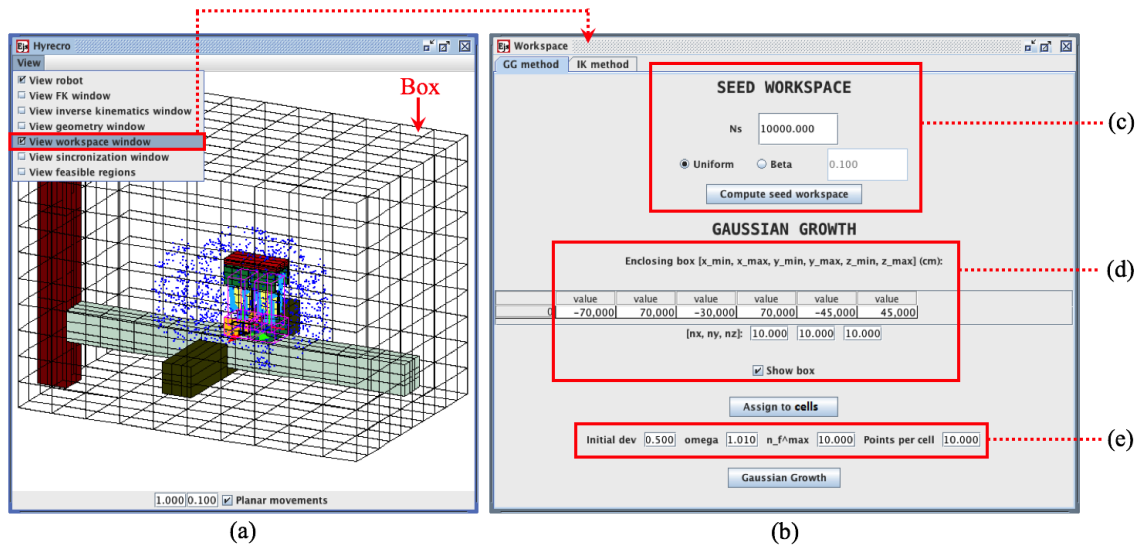 Hyrecro
View
View robot
View FK window
View inverse kinematics window
View geometry window
View workspace window
View sincronization window
View feasible regions
Box
1.000 0.100 Planar movements
(a)
Workspace
GG method IK method
SEED WORKSPACE
Ns 10000.000
Uniform Beta 0.100
Compute seed workspace
(c)
GAUSSIAN GROWTH
Enclosing box [x_min, x_max, y_min, y_max, z_min, z_max] (cm):
(d)
value value value value value value
0 -70,000 70,000 -30,000 70,000 -45,000 45,000
[nx, ny, nz]: 10.000 10.000 10.000
Show box
Assign to cells
Initial dev 0.500 omega 1.010 n_f^max 10.000 Points per cell 10.000
(e)
Gaussian Growth
(b)